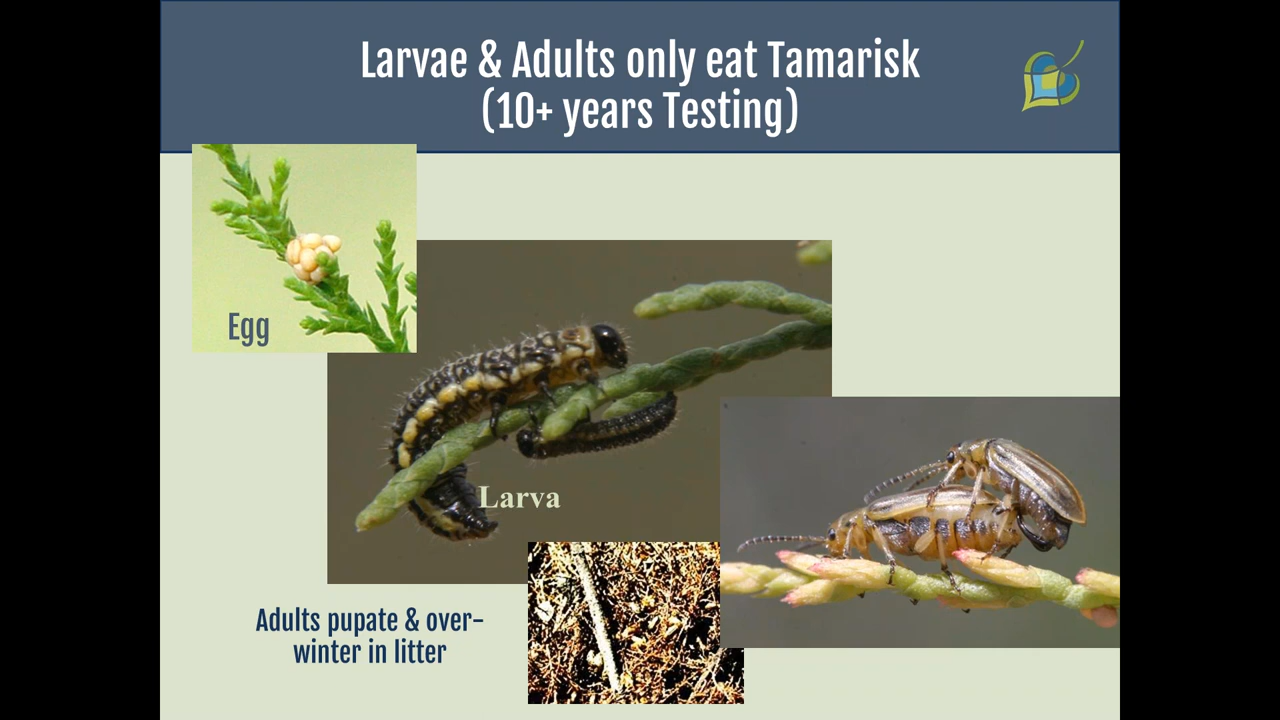 Larvae & Adults only eat Tamarisk
(10+ years Testing)
Egg
Larva
Adults pupate & over-
winter in litter